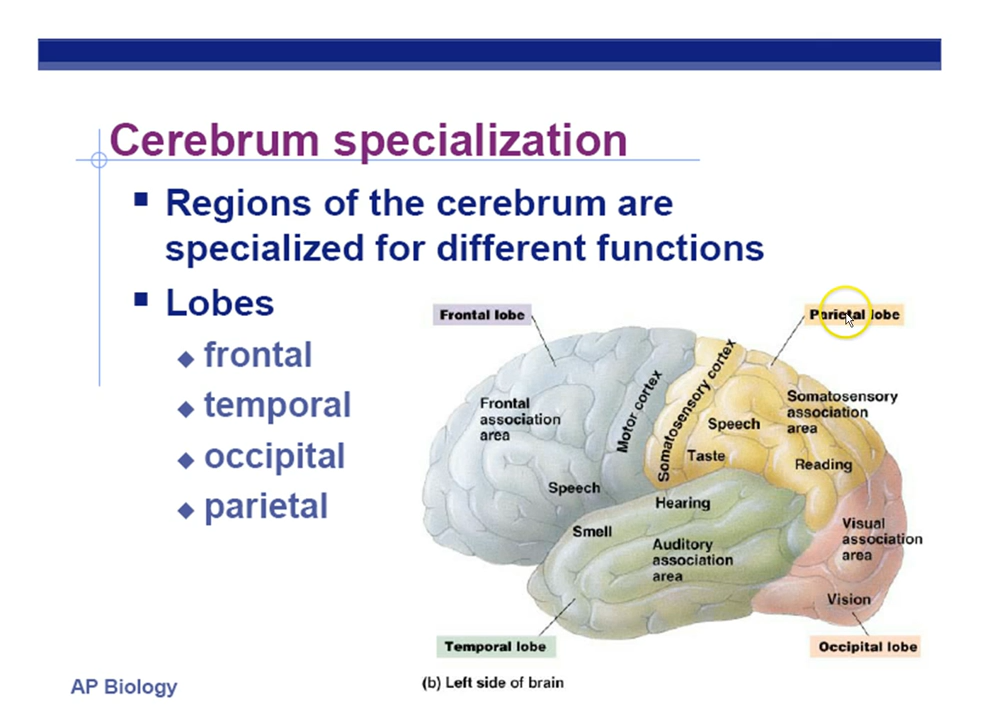 Cerebrum specialization
Regions of the cerebrum are
specialized for different functions
Lobes
frontal
temporal
occipital
parietal
Frontal lobe
Parietal lobe
Frontal
association
area
Motor cortex
Somatosensory cortex
Somatosensory
association
area
Speech
Taste
Reading
Speech
Hearing
Smell
Auditory
association
area
Visual
association
area
Vision
Temporal lobe
Occipital lobe
(b) Left side of brain
AP Biology